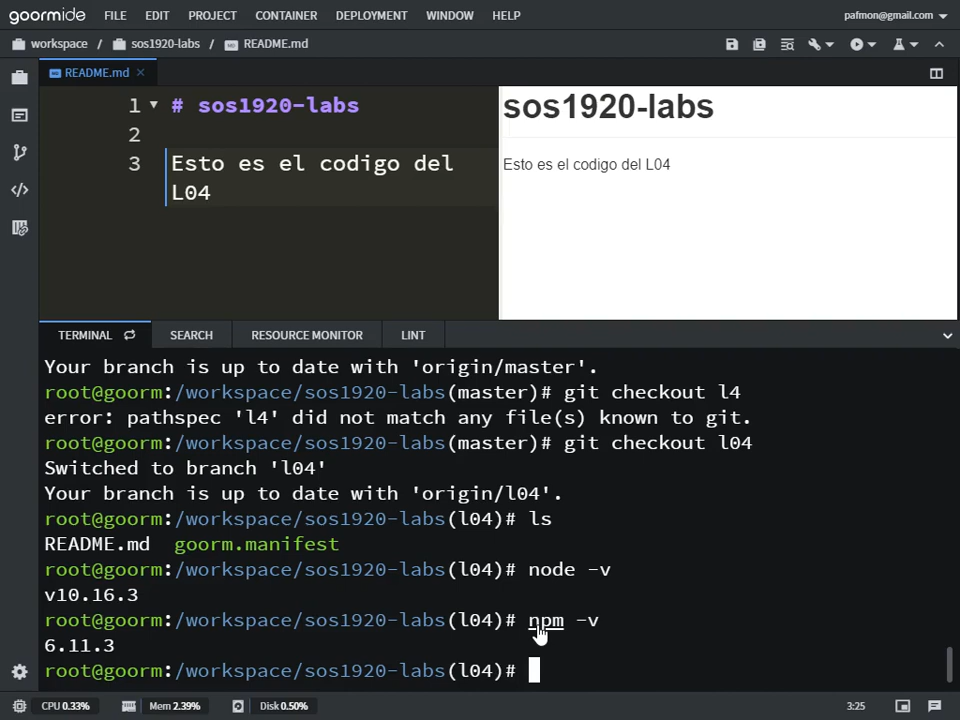 goormide FILE EDIT PROJECT CONTAINER DEPLOYMENT WINDOW HELP pafmon@gmail.com
workspace / sos1920-labs / README.md
README.md
1 # sos1920-labs
2
3 Esto es el codigo del
L04
sos1920-labs
Esto es el codigo del L04
TERMINAL SEARCH RESOURCE MONITOR LINT
Your branch is up to date with 'origin/master'.
root@goorm:/workspace/sos1920-labs(master)# git checkout l4
error: pathspec 'l4' did not match any file(s) known to git.
root@goorm:/workspace/sos1920-labs(master)# git checkout l04
Switched to branch 'l04'
Your branch is up to date with 'origin/l04'.
root@goorm:/workspace/sos1920-labs(l04)# ls
README.md goorm.manifest
root@goorm:/workspace/sos1920-labs(l04)# node -v
v10.16.3
root@goorm:/workspace/sos1920-labs(l04)# npm -v
6.11.3
root@goorm:/workspace/sos1920-labs(l04)#
CPU 0.33% Mem 2.39% Disk 0.50% 3:25